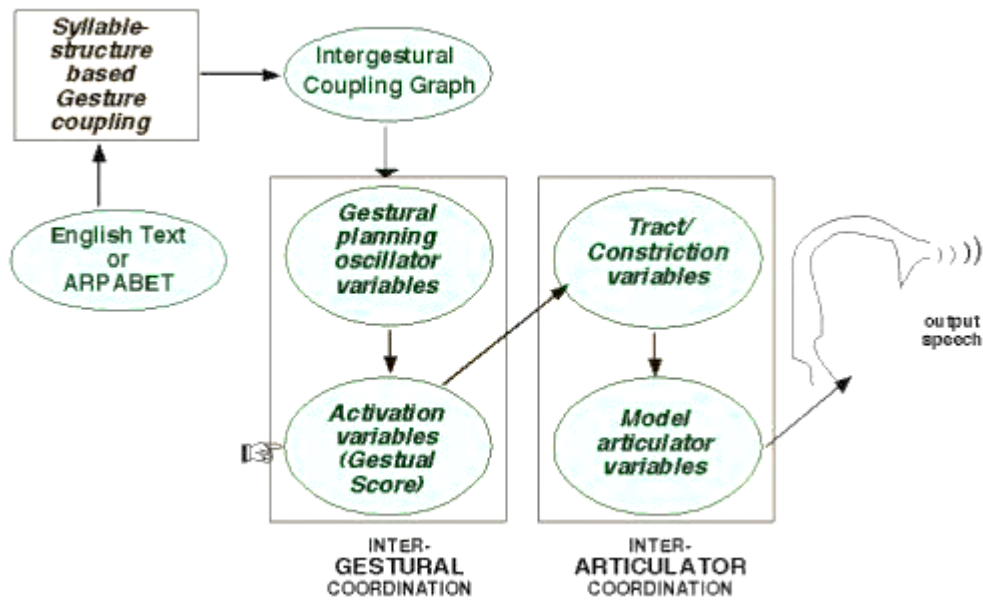 Syllable-
structure
based
Gesture
coupling
Intergestural
Coupling Graph
English Text
or
ARPABET
Gestural
planning
oscillator
variables
Activation
variables
(Gestual
Score)
INTER-
GESTURAL
COORDINATION
Tract/
Constriction
variables
Model
articulator
variables
INTER-
ARTICULATOR
COORDINATION
output
speech